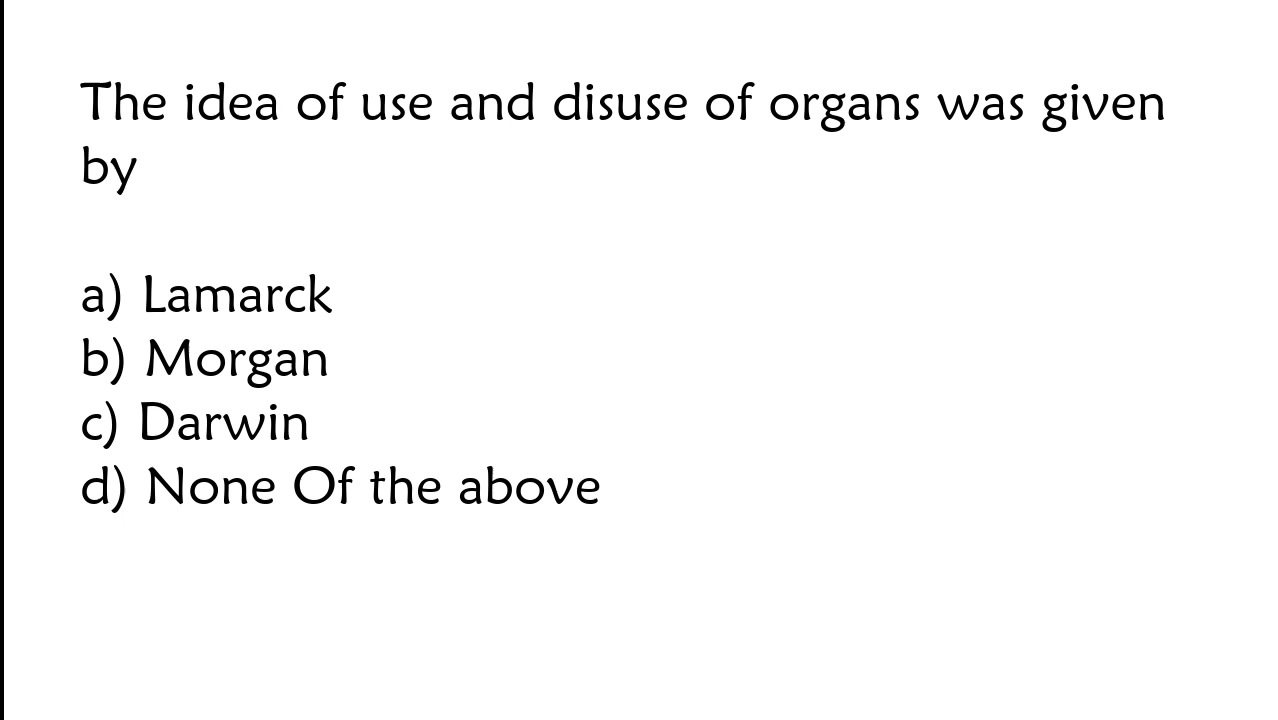 The idea of use and disuse of organs was given
by
a) Lamarck
b) Morgan
c) Darwin
d) None Of the above